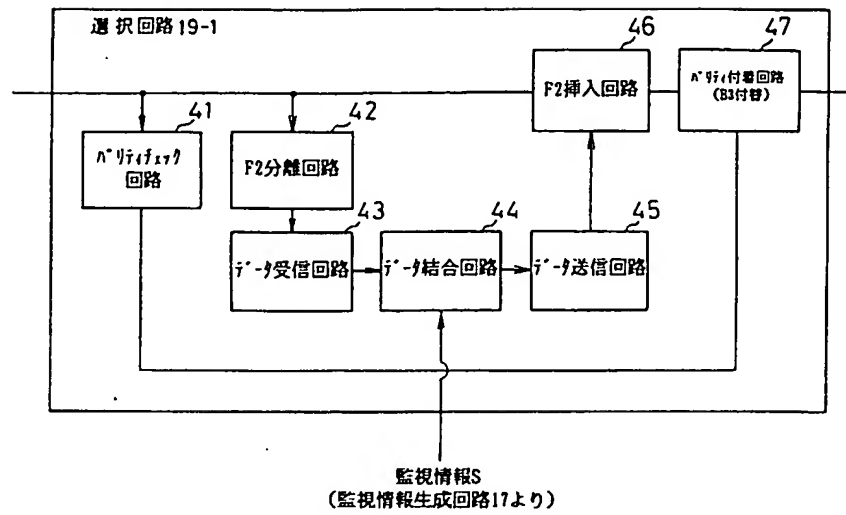 選択回路19-1
46
47
F2挿入回路
パリティ付着回路
(B3付替)
41
42
パリティチェック
回路
F2分離回路
43
44
45
データ受信回路
データ結合回路
データ送信回路
監視情報S
(監視情報生成回路17より)